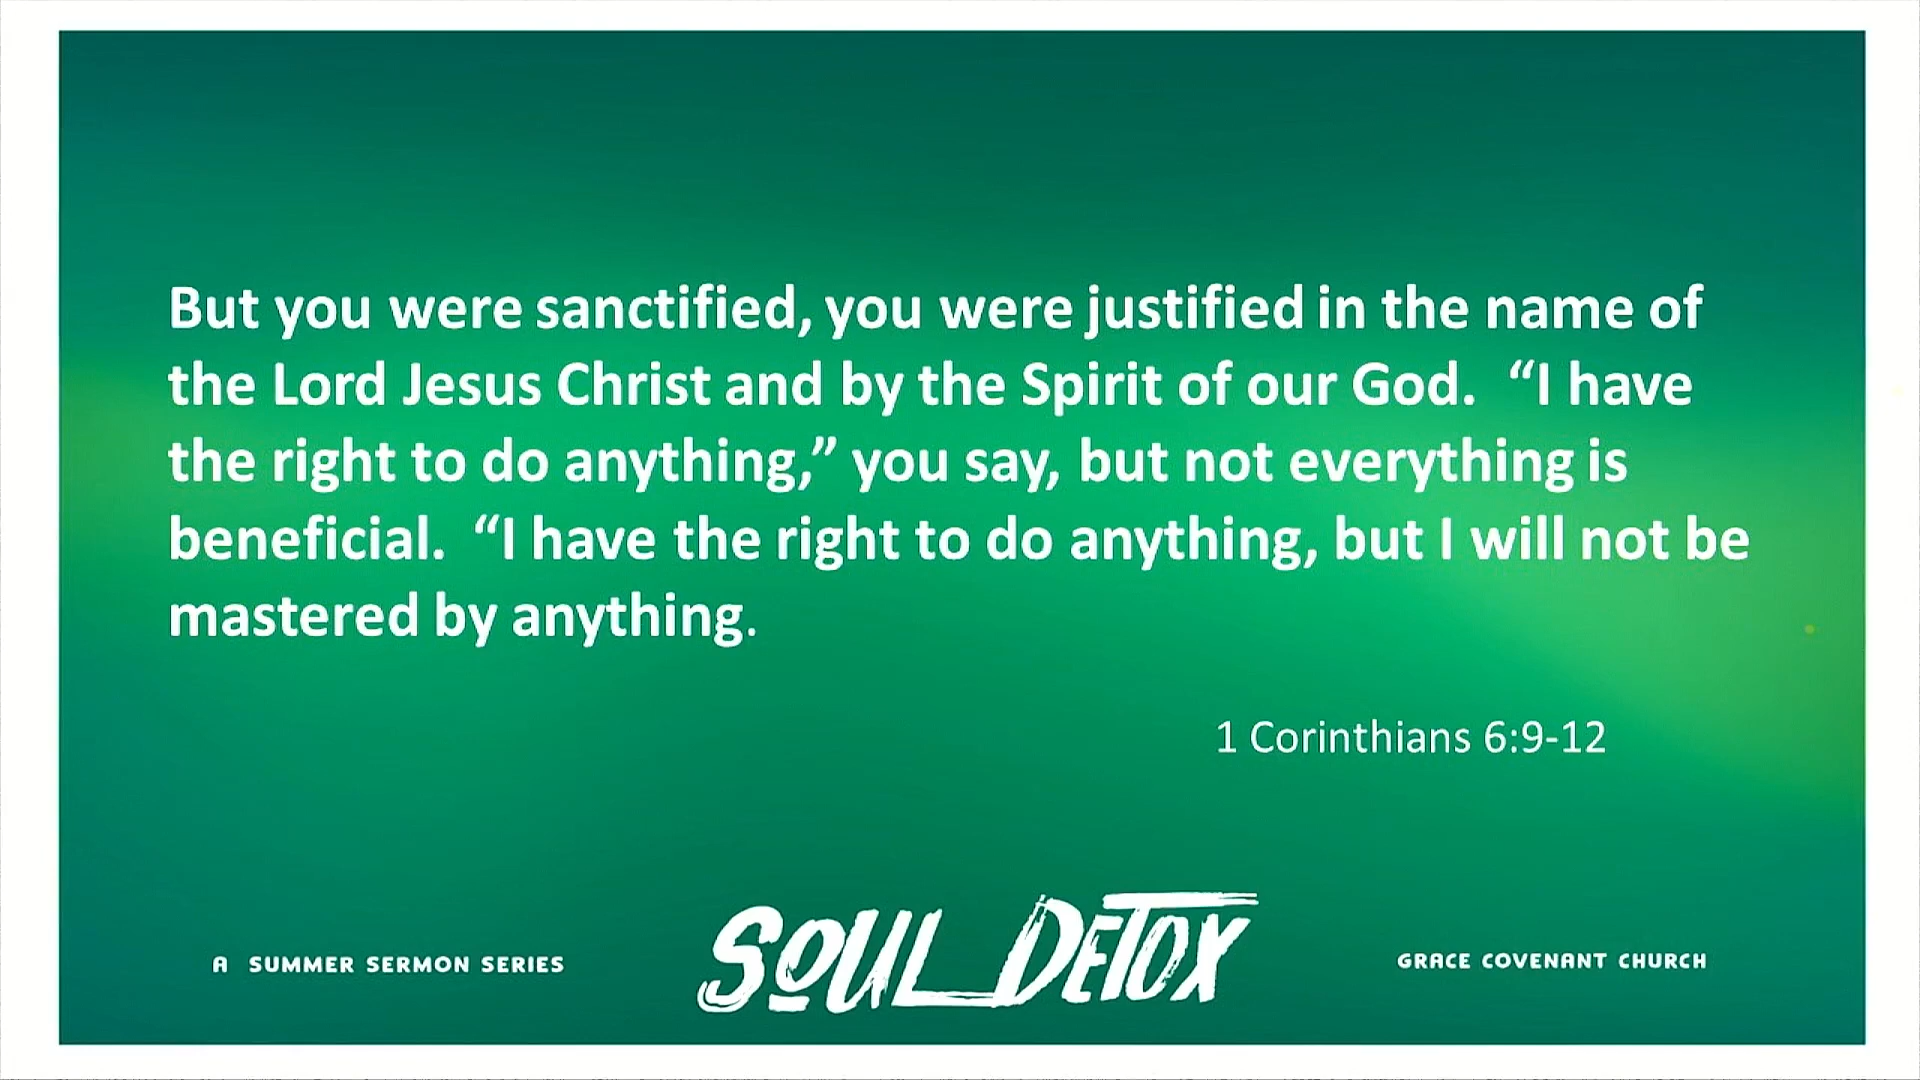 But you were sanctified, you were justified in the name of
the Lord Jesus Christ and by the Spirit of our God.  “I have
the right to do anything,” you say, but not everything is
beneficial.  “I have the right to do anything, but I will not be
mastered by anything.
1 Corinthians 6:9-12
A SUMMER SERMON SERIES
SOUL DETOX
GRACE COVENANT CHURCH